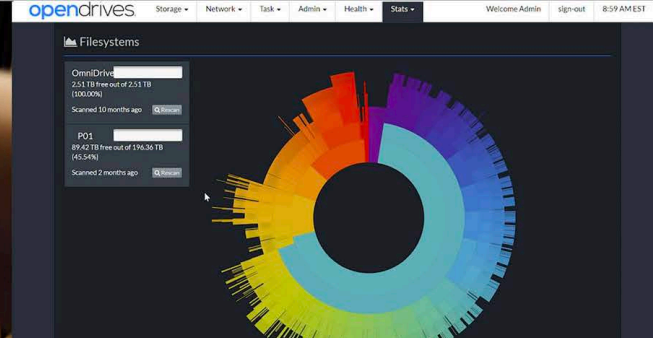 opendrives
Storage Network Task Admin Health Stats Welcome Admin sign-out 8:59 AM EST
Filesystems
OmniDrive
2.51 TB free out of 2.51 TB
(100.00%)
Scanned 10 months ago Rescan
P01
89.42 TB free out of 196.36 TB
(45.54%)
Scanned 2 months ago Rescan